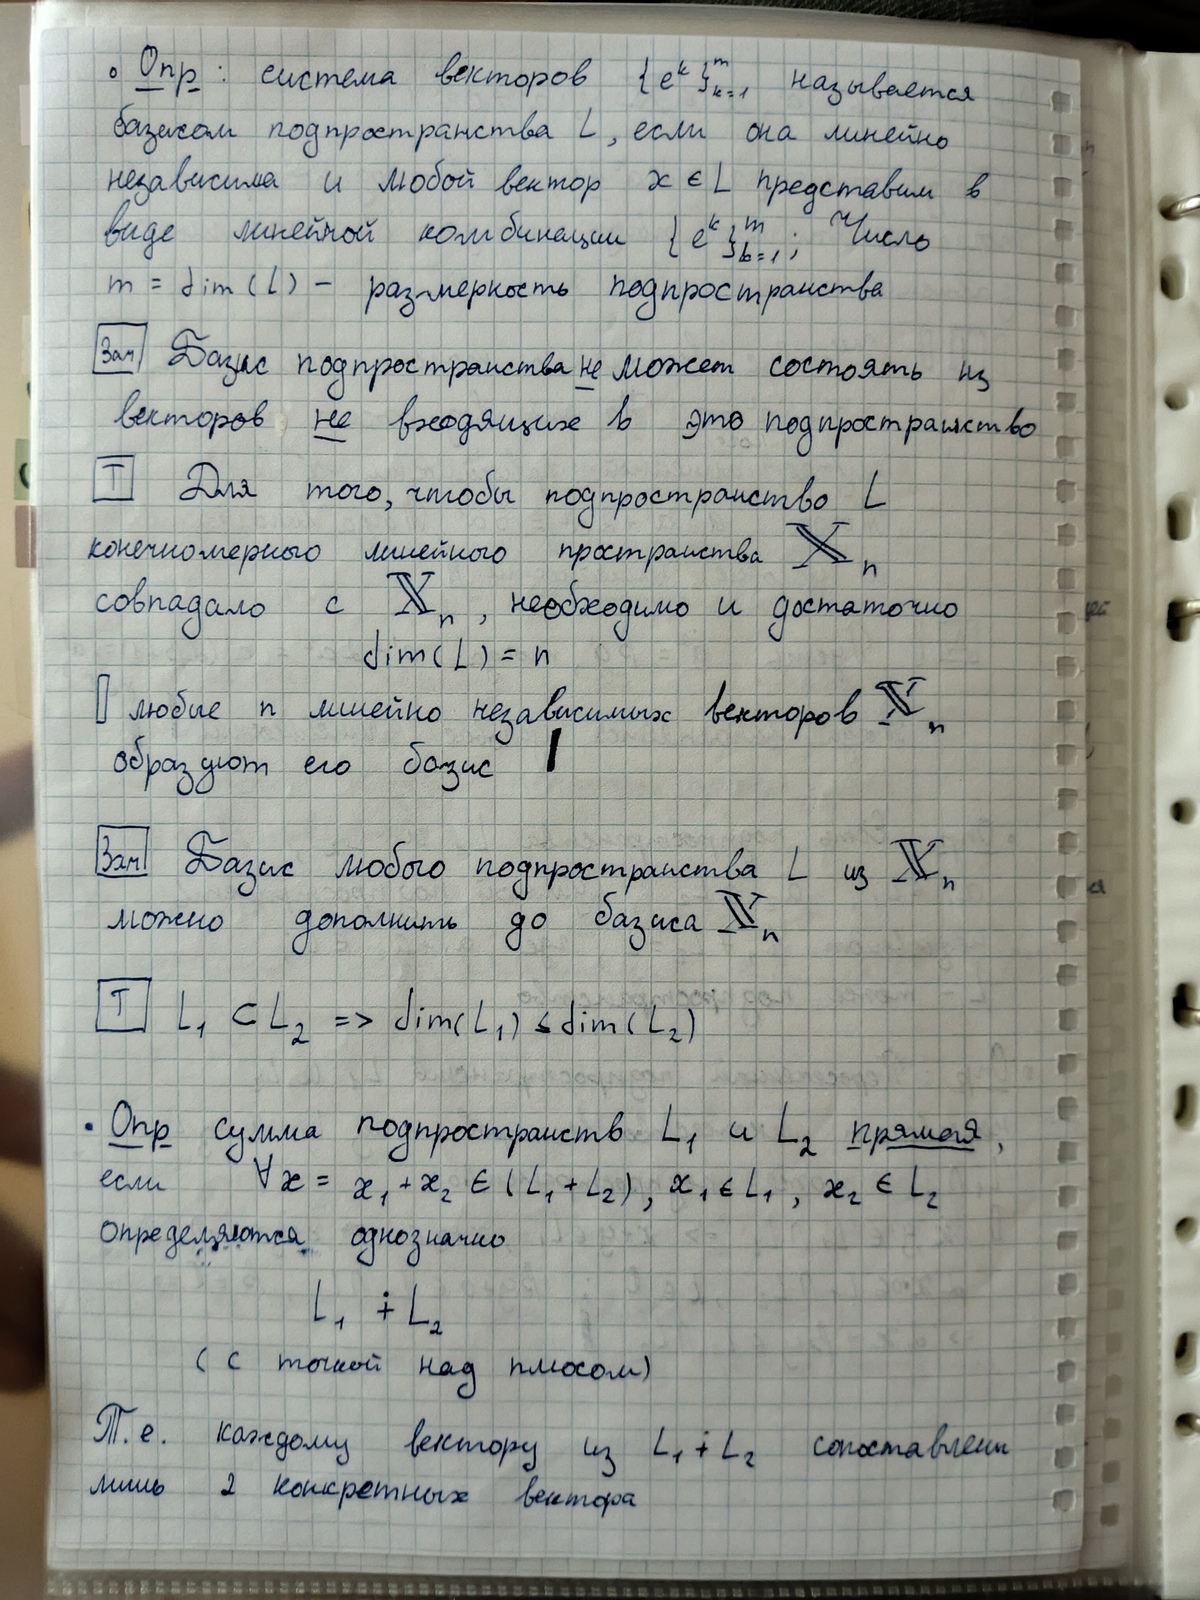 • Опр: система векторов {e^k}^m_{k=1} называется
базисом подпространства L, если она линейно
независима и любой вектор x ∈ L представим в
виде линейной комбинации {e^k}^m_{k=1}; Число
m = dim(L) – размерность подпространства
Зам Базис подпространства не может состоять из
векторов не входящих в это подпространство
T Для того, чтобы подпространство L
конечномерного линейного пространства 𝕏_n
совпадало с 𝕏_n, необходимо и достаточно
dim(L) = n
[] любые n линейно независимых векторов 𝕏_n
образуют его базис ❙
Зам Базис любого подпространства L из 𝕏_n
можно дополнить до базиса 𝕏_n
T L_1 ⊂ L_2 => dim(L_1) ≤ dim(L_2)
• Опр сумма подпространств L_1 и L_2 прямая,
если ∀x = x_1 + x_2 ∈ (L_1 + L_2), x_1 ∈ L_1, x_2 ∈ L_2
определяются однозначно
L_1 ∔ L_2
(с точкой над плюсом)
Т.е. каждому вектору из L_1 ∔ L_2 сопоставлен
лишь 2 конкретных вектора